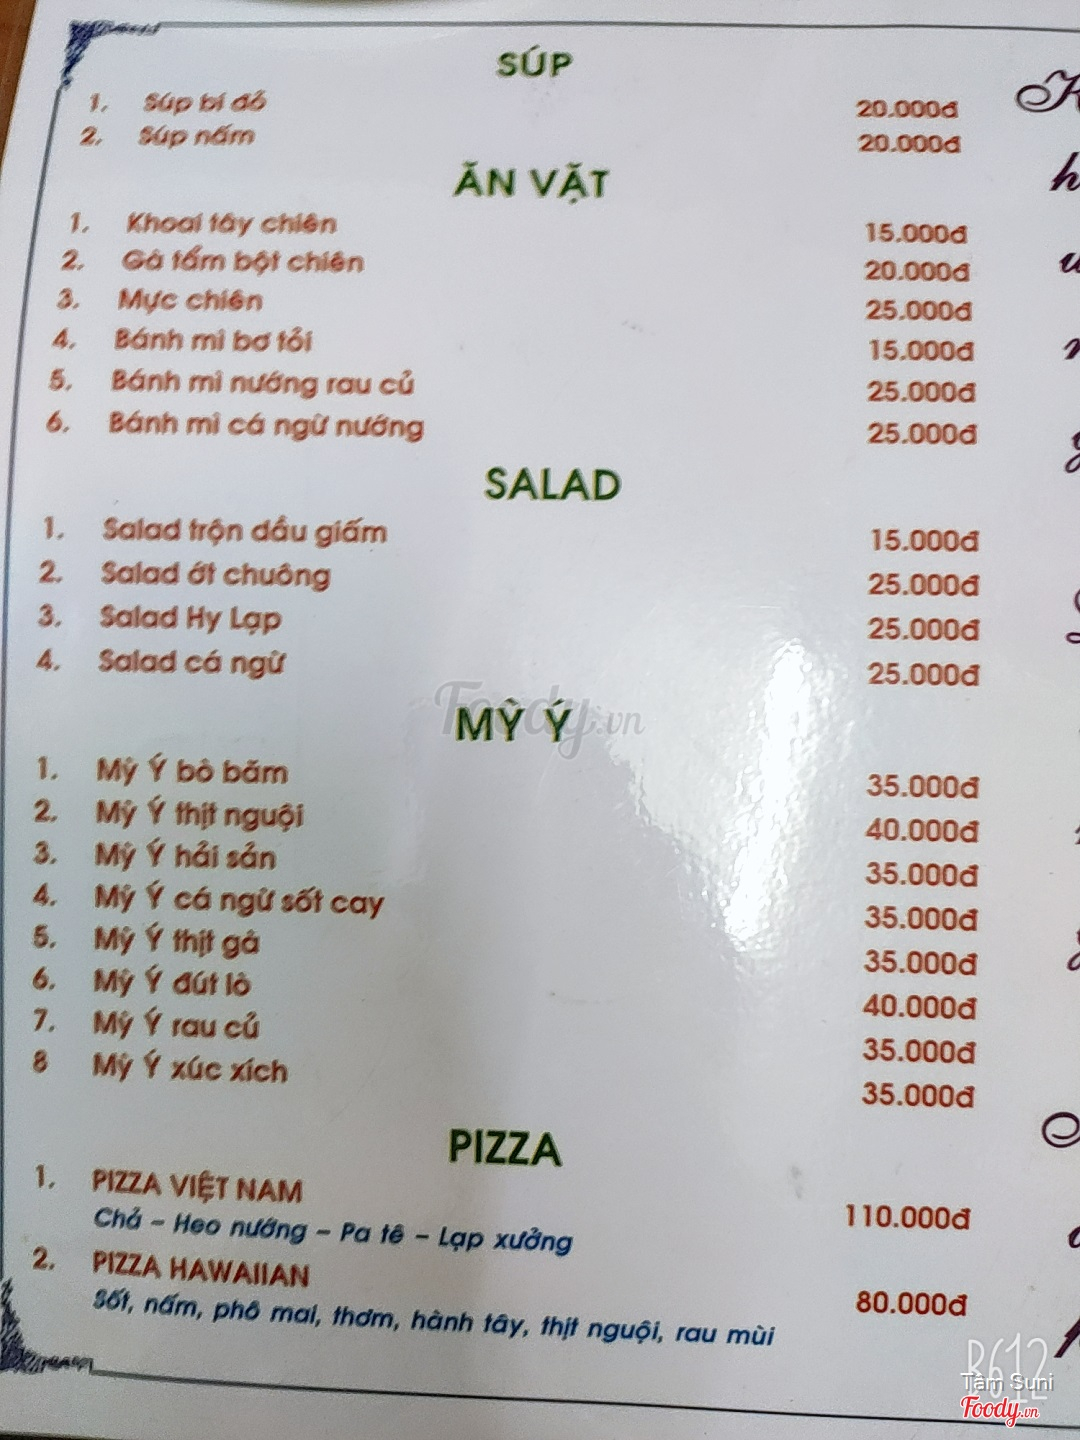 SÚP
1. Súp bí đỏ 20.000đ
2. Súp nấm 20.000đ
ĂN VẶT
1. Khoai tây chiên 15.000đ
2. Gà tẩm bột chiên 20.000đ
3. Mực chiên 25.000đ
4. Bánh mì bơ tỏi 15.000đ
5. Bánh mì nướng rau củ 25.000đ
6. Bánh mì cá ngừ nướng 25.000đ
SALAD
1. Salad trộn dầu giấm 15.000đ
2. Salad ớt chuông 25.000đ
3. Salad Hy Lạp 25.000đ
4. Salad cá ngừ 25.000đ
Foody.vn
MỲ Ý
1. Mỳ Ý bò băm 35.000đ
2. Mỳ Ý thịt nguội 40.000đ
3. Mỳ Ý hải sản 35.000đ
4. Mỳ Ý cá ngừ sốt cay 35.000đ
5. Mỳ Ý thịt gà 35.000đ
6. Mỳ Ý đút lò 40.000đ
7. Mỳ Ý rau củ 35.000đ
8 Mỳ Ý xúc xích 35.000đ
PIZZA
1. PIZZA VIỆT NAM 110.000đ
Chả - Heo nướng - Pa tê - Lạp xưởng
2. PIZZA HAWAIIAN 80.000đ
Sốt, nấm, phô mai, thơm, hành tây, thịt nguội, rau mùi
B612
Tâm Suni
Foody.vn